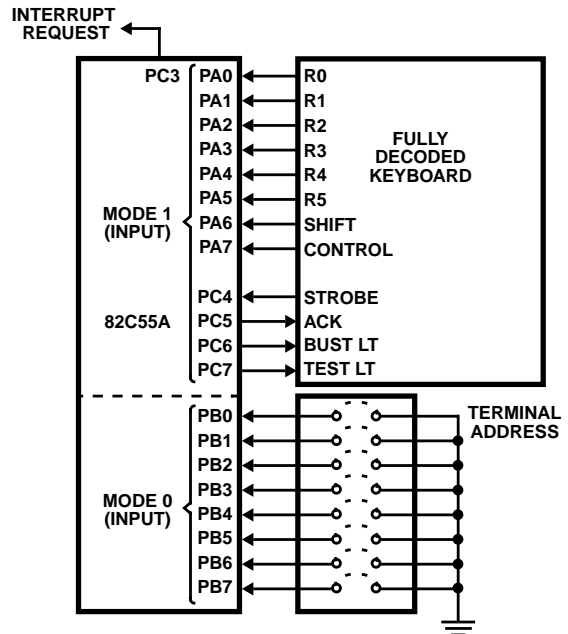 INTERRUPT
REQUEST
PC3 PA0 R0
PA1 R1
PA2 R2
PA3 R3
PA4 R4
PA5 R5
PA6 SHIFT
PA7 CONTROL
MODE 1
(INPUT)
FULLY
DECODED
KEYBOARD
PC4 STROBE
82C55A PC5 ACK
PC6 BUST LT
PC7 TEST LT
PB0
PB1
PB2
PB3
PB4
PB5
PB6
PB7
MODE 0
(INPUT)
TERMINAL
ADDRESS